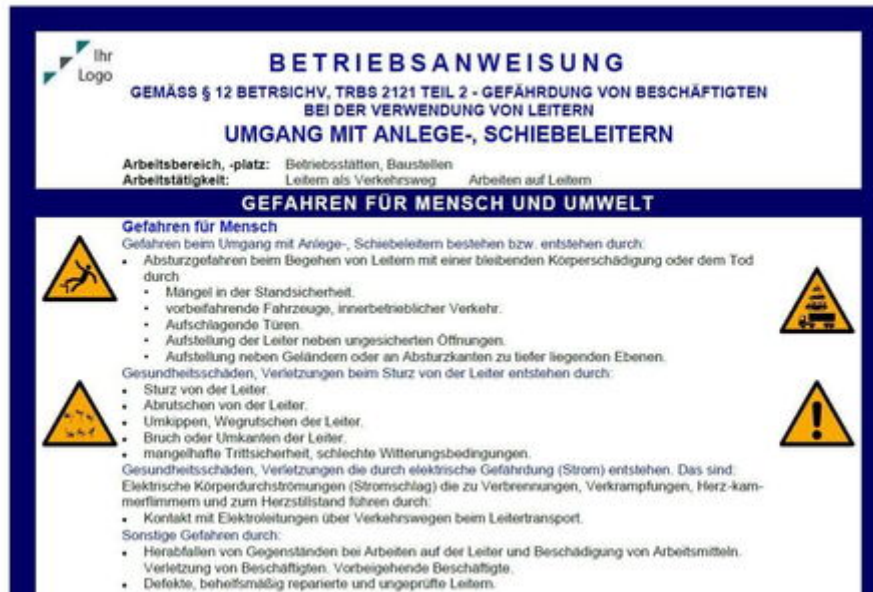 Ihr
Logo
BETRIEBSANWEISUNG
GEMÄSS § 12 BETRSICHV, TRBS 2121 TEIL 2 - GEFÄHRDUNG VON BESCHÄFTIGTEN
BEI DER VERWENDUNG VON LEITERN
UMGANG MIT ANLEGE-, SCHIEBELEITERN
Arbeitsbereich, -platz: Betriebsstätten, Baustellen
Arbeitstätigkeit: Leitern als Verkehrsweg Arbeiten auf Leitern
GEFAHREN FÜR MENSCH UND UMWELT
Gefahren für Mensch
Gefahren beim Umgang mit Anlege-, Schiebeleitern bestehen bzw. entstehen durch:
• Absturzgefahren beim Begehen von Leitern mit einer bleibenden Körperschädigung oder dem Tod
durch
• Mängel in der Standsicherheit.
• vorbeifahrende Fahrzeuge, innerbetrieblicher Verkehr.
• Aufschlagende Türen.
• Aufstellung der Leiter neben ungesicherten Öffnungen.
• Aufstellung neben Geländern oder an Absturzkanten zu tiefer liegenden Ebenen.
Gesundheitsschäden, Verletzungen beim Sturz von der Leiter entstehen durch:
• Sturz von der Leiter.
• Abrutschen von der Leiter.
• Umkippen, Wegrutschen der Leiter.
• Bruch oder Umkanten der Leiter.
• mangelhafte Trittsicherheit, schlechte Witterungsbedingungen.
Gesundheitsschäden, Verletzungen die durch elektrische Gefährdung (Strom) entstehen. Das sind:
Elektrische Körperdurchströmungen (Stromschlag) die zu Verbrennungen, Verkrampfungen, Herz-kam-
merflimmern und zum Herzstillstand führen durch:
• Kontakt mit Elektroleitungen über Verkehrswegen beim Leitertransport.
Sonstige Gefahren durch:
• Herabfallen von Gegenständen bei Arbeiten auf der Leiter und Beschädigung von Arbeitsmitteln.
Verletzung von Beschäftigten. Vorbeigehende Beschäftigte.
• Defekte, behelfsmäßig reparierte und ungeprüfte Leitern.